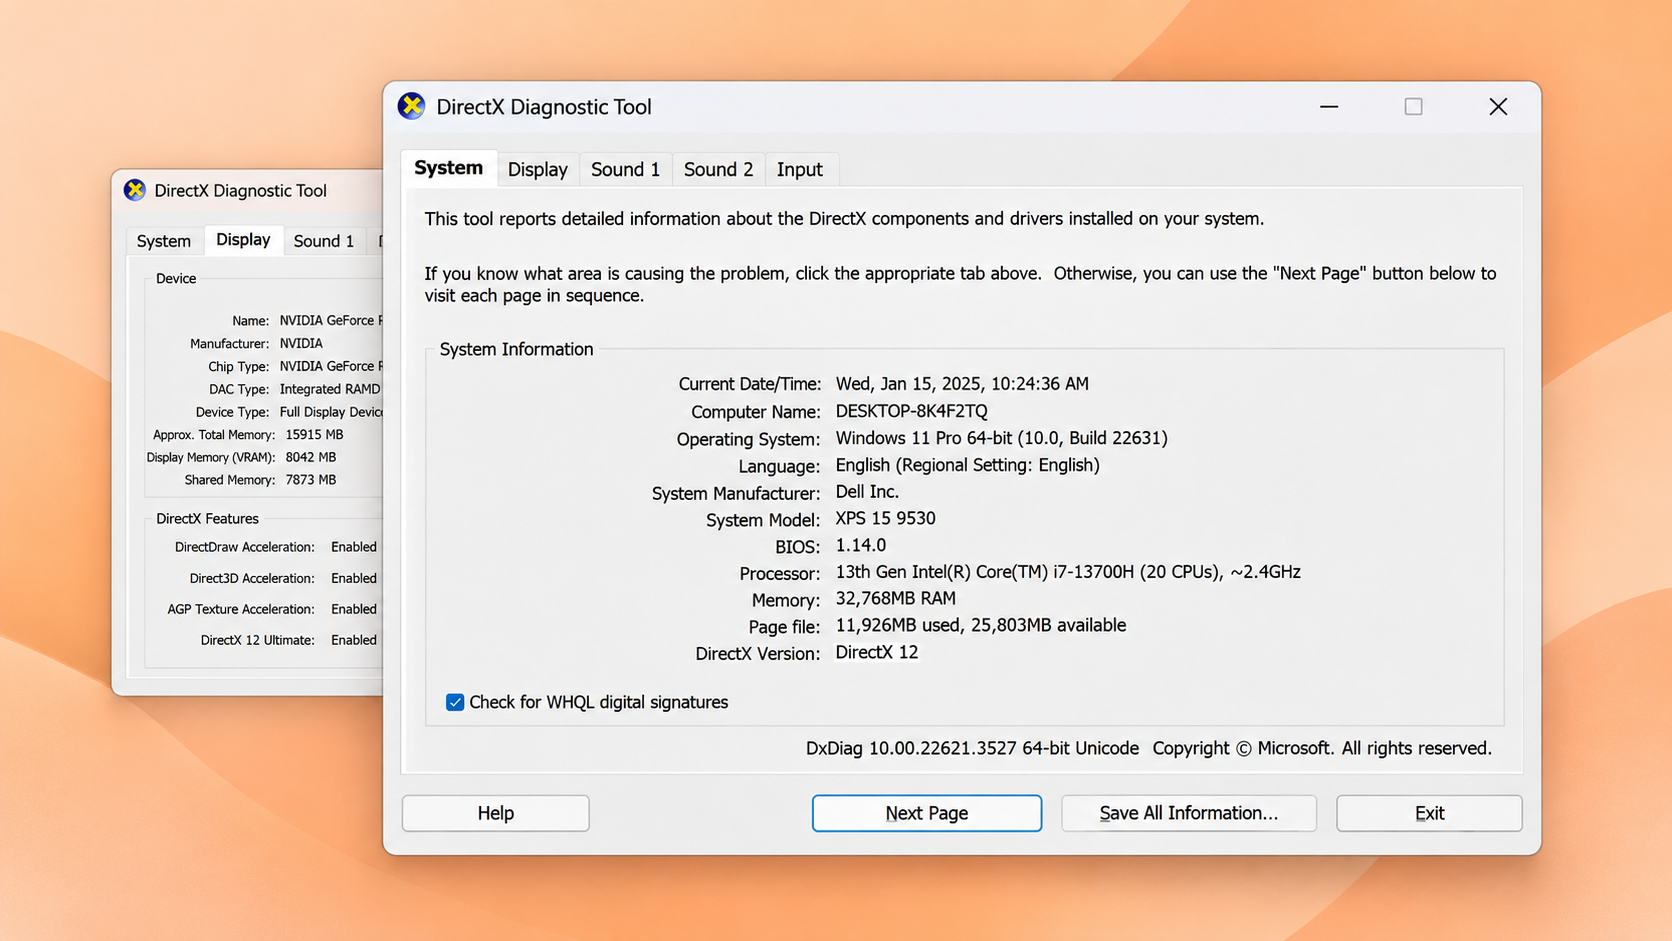 DirectX Diagnostic Tool
System Display Sound 1 Sound 2 Input
This tool reports detailed information about the DirectX components and drivers installed on your system.
If you know what area is causing the problem, click the appropriate tab above.  Otherwise, you can use the "Next Page" button below to
visit each page in sequence.
System Information
Current Date/Time: Wed, Jan 15, 2025, 10:24:36 AM
Computer Name: DESKTOP-8K4F2TQ
Operating System: Windows 11 Pro 64-bit (10.0, Build 22631)
Language: English (Regional Setting: English)
System Manufacturer: Dell Inc.
System Model: XPS 15 9530
BIOS: 1.14.0
Processor: 13th Gen Intel(R) Core(TM) i7-13700H (20 CPUs), ~2.4GHz
Memory: 32,768MB RAM
Page file: 11,926MB used, 25,803MB available
DirectX Version: DirectX 12
Check for WHQL digital signatures
DxDiag 10.00.22621.3527 64-bit Unicode  Copyright © Microsoft. All rights reserved.
Help Next Page Save All Information... Exit
DirectX Diagnostic Tool
System Display Sound 1
Device
Name: NVIDIA GeForce
Manufacturer: NVIDIA
Chip Type: NVIDIA GeForce
DAC Type: Integrated RAMD
Device Type: Full Display Device
Approx. Total Memory: 15915 MB
Display Memory (VRAM): 8042 MB
Shared Memory: 7873 MB
DirectX Features
DirectDraw Acceleration: Enabled
Direct3D Acceleration: Enabled
AGP Texture Acceleration: Enabled
DirectX 12 Ultimate: Enabled